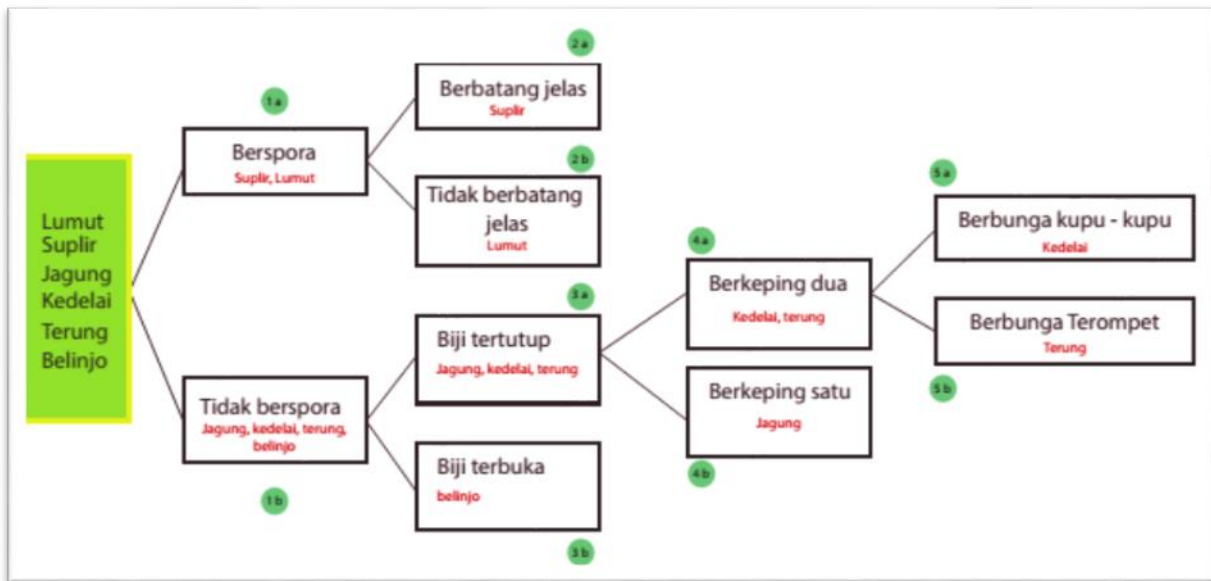 Lumut
Suplir
Jagung
Kedelai
Terung
Belinjo
1 a
Berspora
Suplir, Lumut
Tidak berspora
Jagung, kedelai, terung,
belinjo
1 b
2 a
Berbatang jelas
Suplir
2 b
Tidak berbatang
jelas
Lumut
3 a
Biji tertutup
Jagung, kedelai, terung
Biji terbuka
belinjo
3 b
4 a
Berkeping dua
Kedelai, terung
Berkeping satu
Jagung
4 b
5 a
Berbunga kupu - kupu
Kedelai
Berbunga Terompet
Terung
5 b